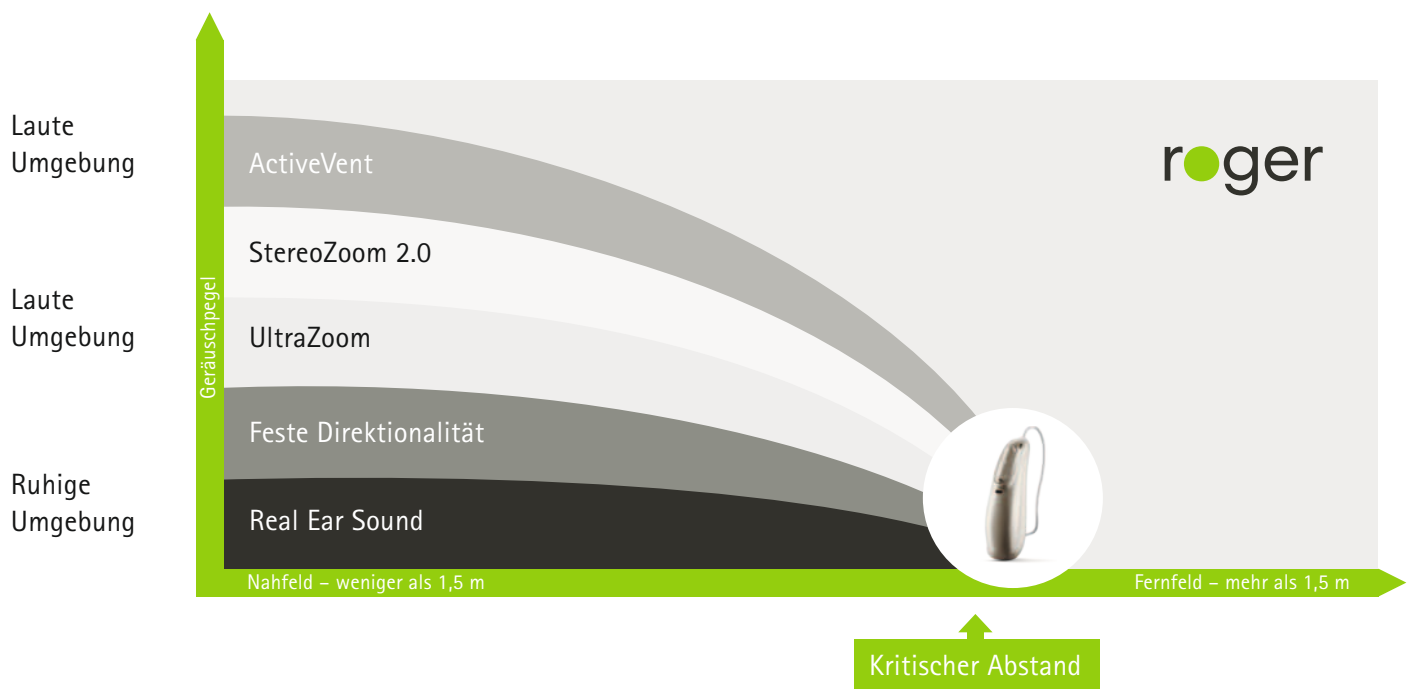 Laute
Umgebung
ActiveVent
roger
StereoZoom 2.0
Laute
Umgebung
Geräuschpegel
UltraZoom
Feste Direktionalität
Ruhige
Umgebung
Real Ear Sound
Nahfeld – weniger als 1,5 m
Fernfeld – mehr als 1,5 m
Kritischer Abstand